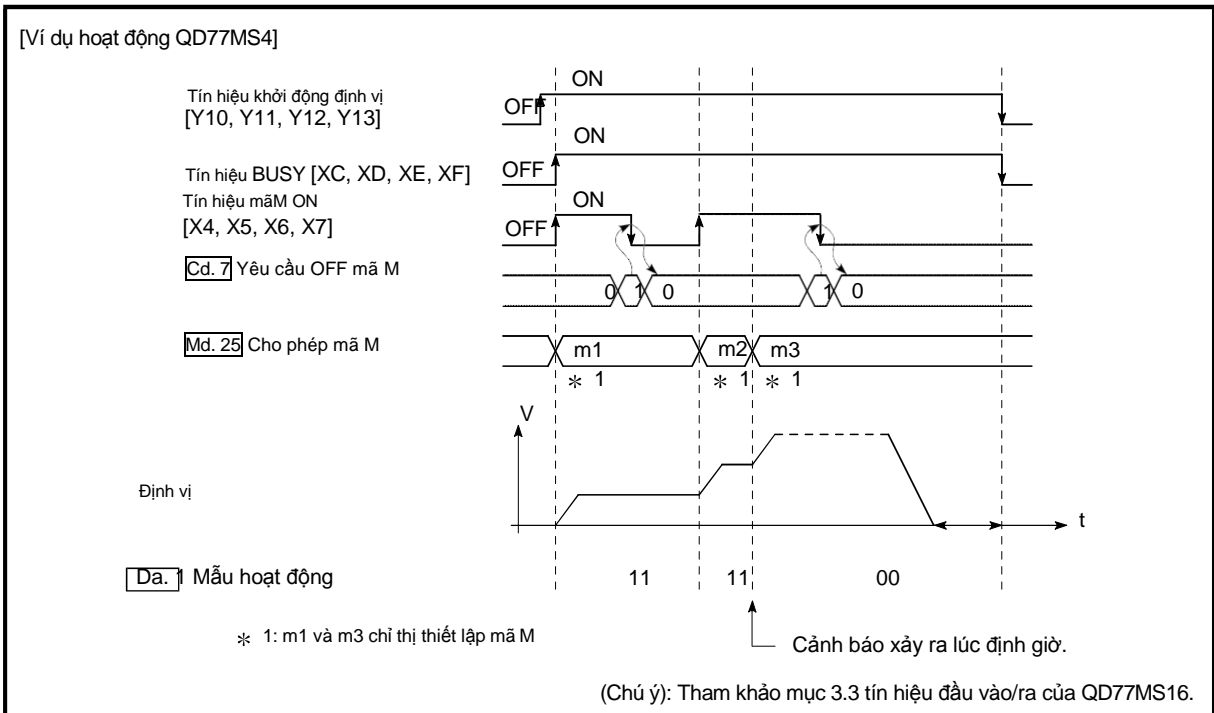 [Ví dụ hoạt động QD77MS4]
Tín hiệu khởi động định vị
[Y10, Y11, Y12, Y13]
OFF
ON
Tín hiệu BUSY [XC, XD, XE, XF]
OFF
ON
Tín hiệu mãM ON
[X4, X5, X6, X7]
OFF
ON
Cd. 7 Yêu cầu OFF mã M
0 1 0 1 0
Md. 25 Cho phép mã M
m1 m2 m3
* 1 * 1 * 1
V
Định vị
t
Da. 1 Mẫu hoạt động
11 11 00
* 1: m1 và m3 chỉ thị thiết lập mã M
Cảnh báo xảy ra lúc định giờ.
(Chú ý): Tham khảo mục 3.3 tín hiệu đầu vào/ra của QD77MS16.